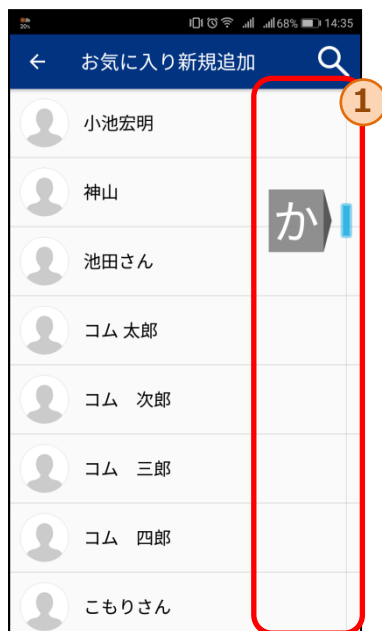 20% 68% 14:35
お気に入り新規追加
1
小池宏明
神山
か
池田さん
コム 太郎
コム　次郎
コム　三郎
コム　四郎
こもりさん